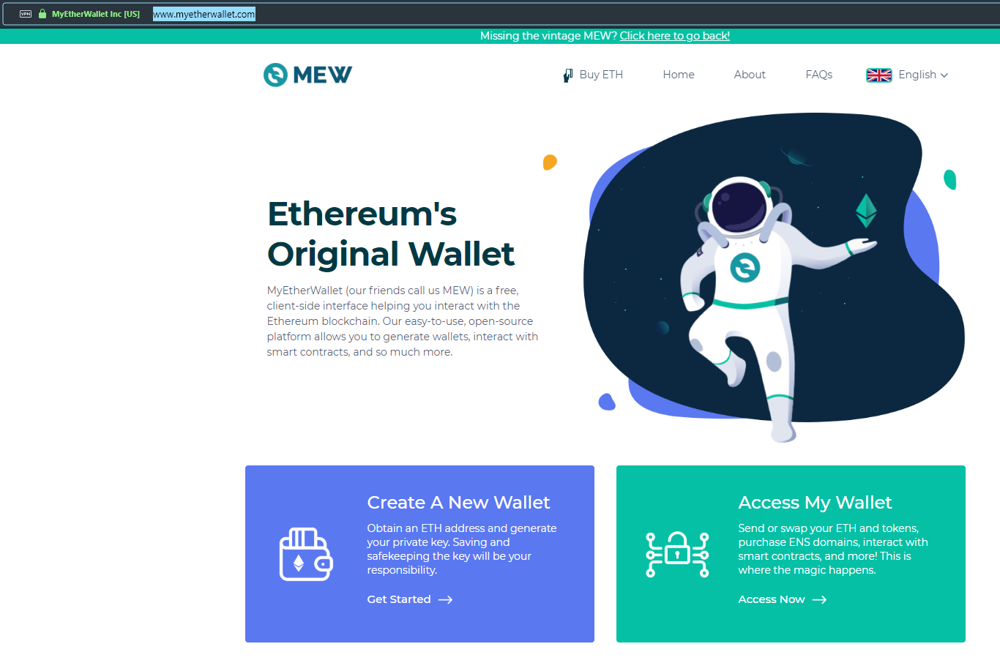 VPN MyEtherWallet Inc [US] www.myetherwallet.com
Missing the vintage MEW? Click here to go back!
MEW Buy ETH Home About FAQs English
Ethereum's
Original Wallet
MyEtherWallet (our friends call us MEW) is a free,
client-side interface helping you interact with the
Ethereum blockchain. Our easy-to-use, open-source
platform allows you to generate wallets, interact with
smart contracts, and so much more.
Create A New Wallet
Obtain an ETH address and generate
your private key. Saving and
safekeeping the key will be your
responsibility.
Get Started
Access My Wallet
Send or swap your ETH and tokens,
purchase ENS domains, interact with
smart contracts, and more! This is
where the magic happens.
Access Now